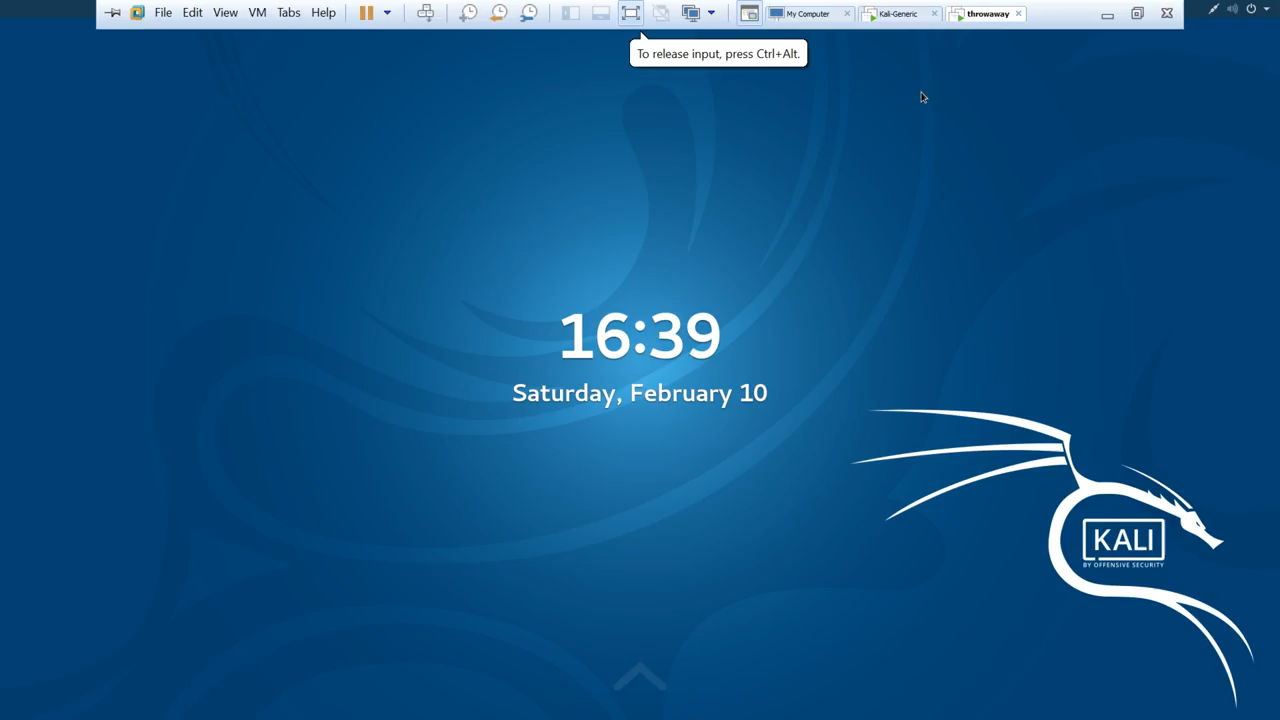 File Edit View VM Tabs Help My Computer Kali-Generic throwaway
To release input, press Ctrl+Alt.
16:39
Saturday, February 10
KALI
BY OFFENSIVE SECURITY